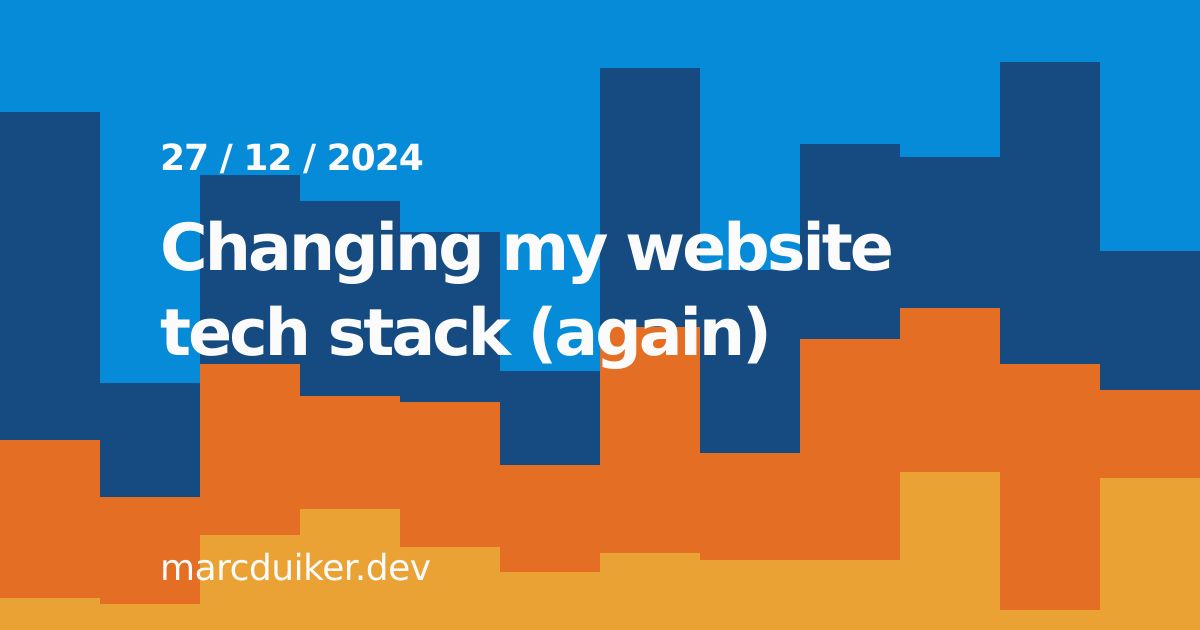 27 / 12 / 2024
Changing my website
tech stack (again)
marcduiker.dev